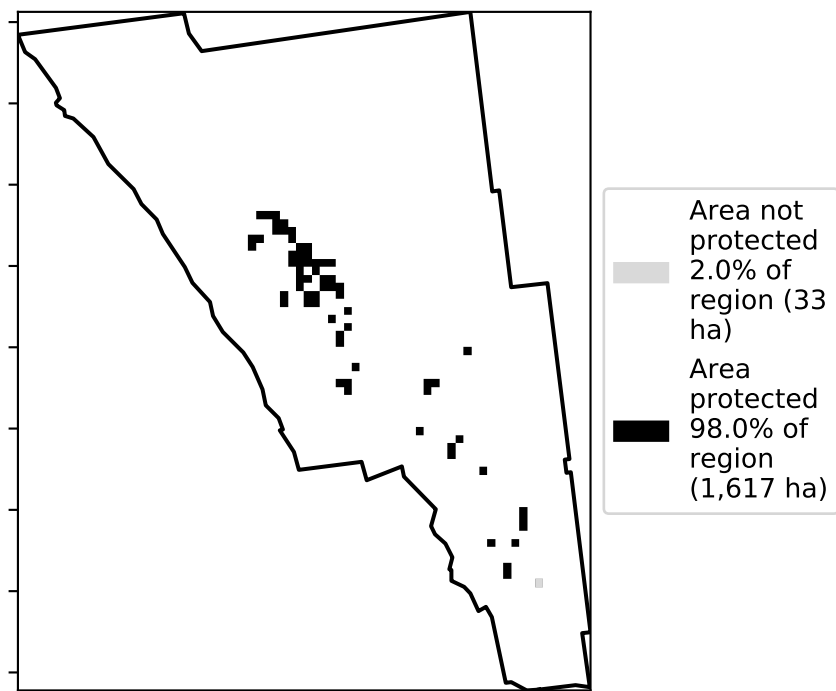 Area not
protected
2.0% of
region (33
ha)
Area
protected
98.0% of
region
(1,617 ha)